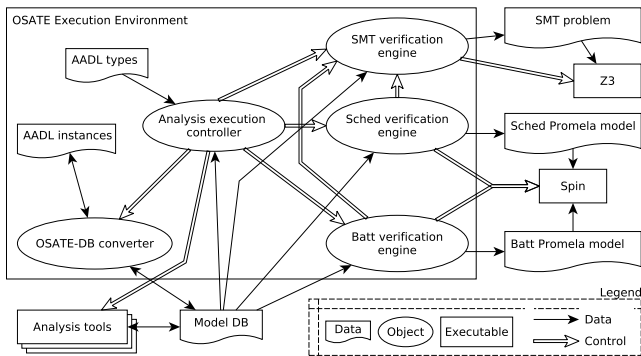 OSATE Execution Environment
SMT verification
engine
SMT problem
AADL types
Z3
Analysis execution
controller
Sched verification
engine
Sched Promela model
AADL instances
Spin
OSATE-DB converter
Batt verification
engine
Batt Promela model
Legend
Analysis tools
Model DB
Data
Object
Executable
Data
Control